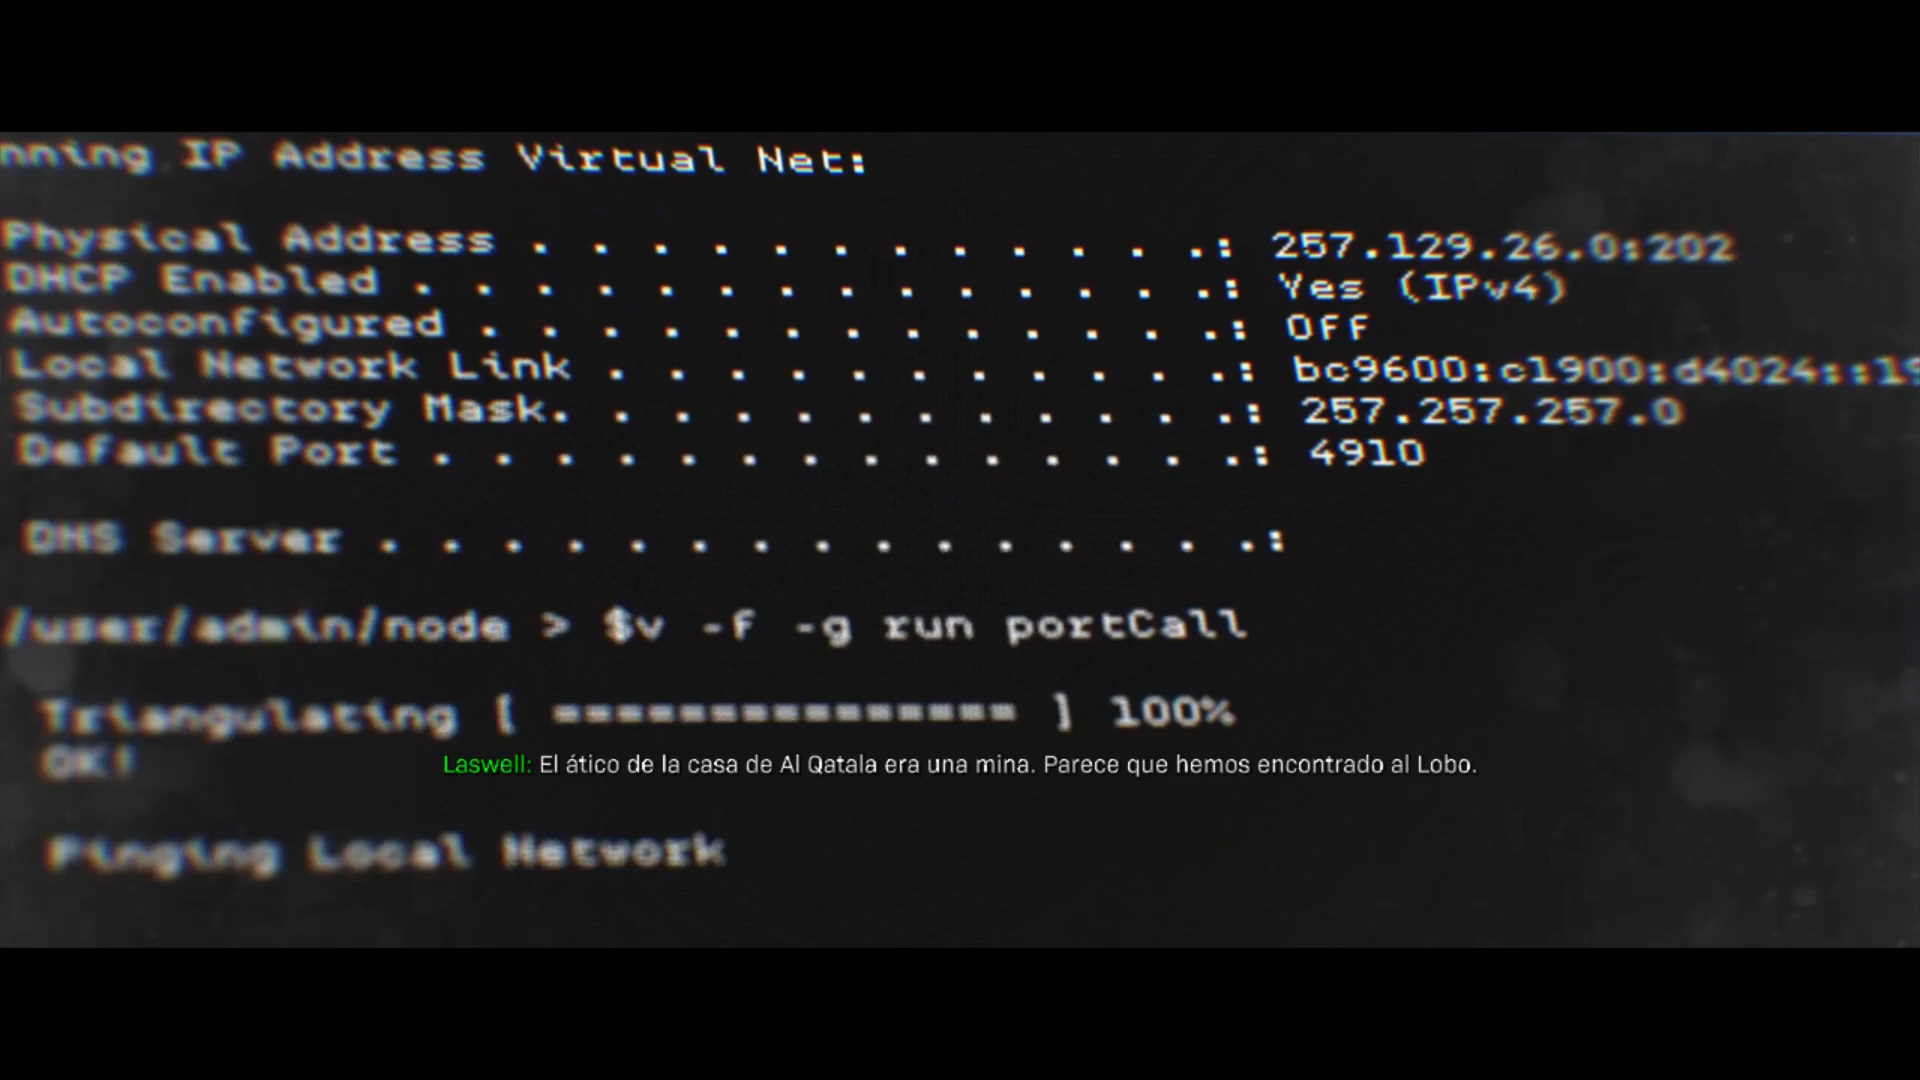 nning IP Address Virtual Net:
Physical Address . . . . . . . . . . . .: 257.129.26.0:202
DHCP Enabled . . . . . . . . . . . . . .: Yes (IPv4)
Autoconfigured . . . . . . . . . . . . .: Off
Local Network Link . . . . . . . . . . .: bc9600:c1900:d4024::19
Subdirectory Mask. . . . . . . . . . . .: 257.257.257.0
Default Port . . . . . . . . . . . . . .: 4910
DNS Server . . . . . . . . . . . . . . .:
/user/admin/node > $v -f -g run portCall
Triangulating [ =============== ] 100%
OK!
Laswell: El ático de la casa de Al Qatala era una mina. Parece que hemos encontrado al Lobo.
Pinging Local Network